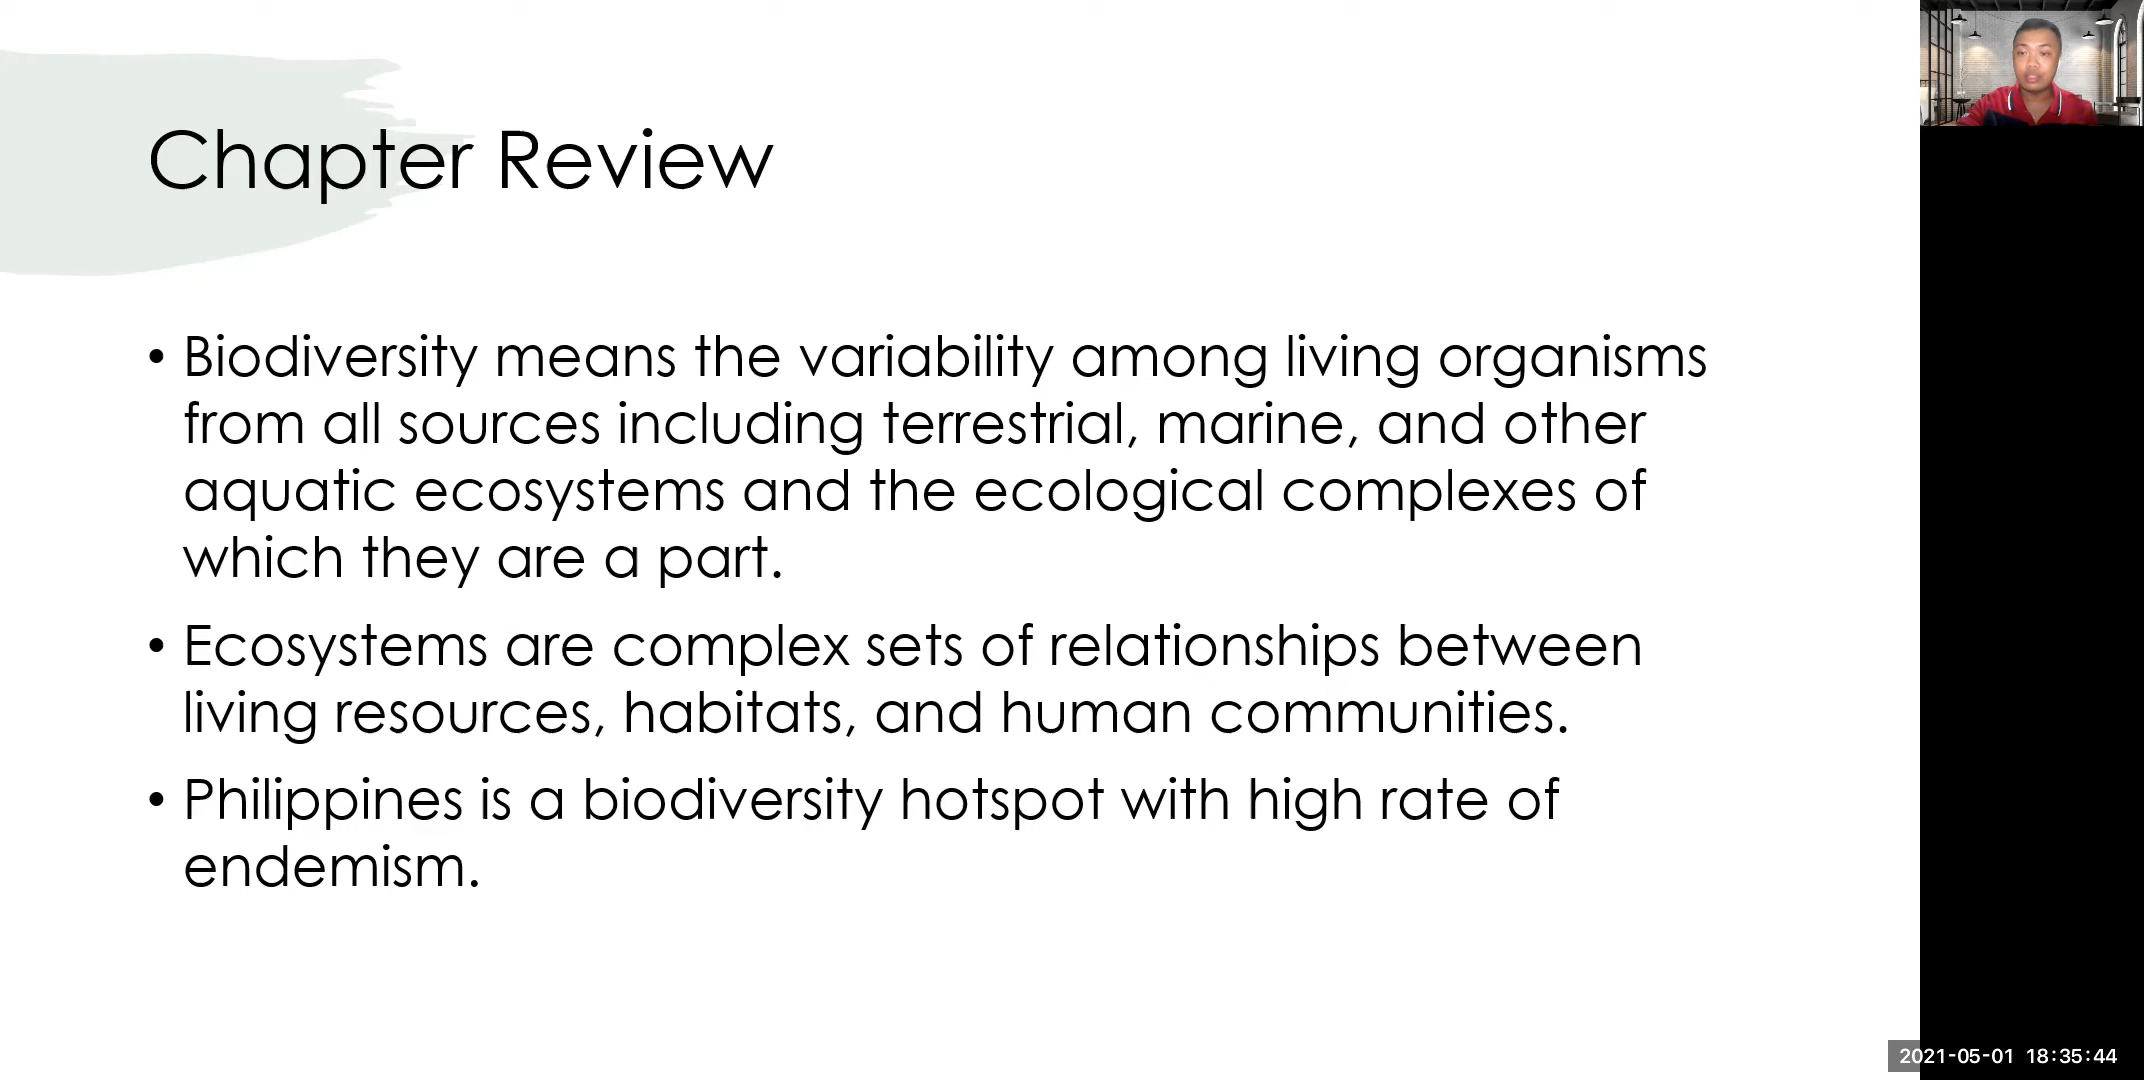 Chapter Review
• Biodiversity means the variability among living organisms
from all sources including terrestrial, marine, and other
aquatic ecosystems and the ecological complexes of
which they are a part.
• Ecosystems are complex sets of relationships between
living resources, habitats, and human communities.
• Philippines is a biodiversity hotspot with high rate of
endemism.
2021-05-01 18:35:44